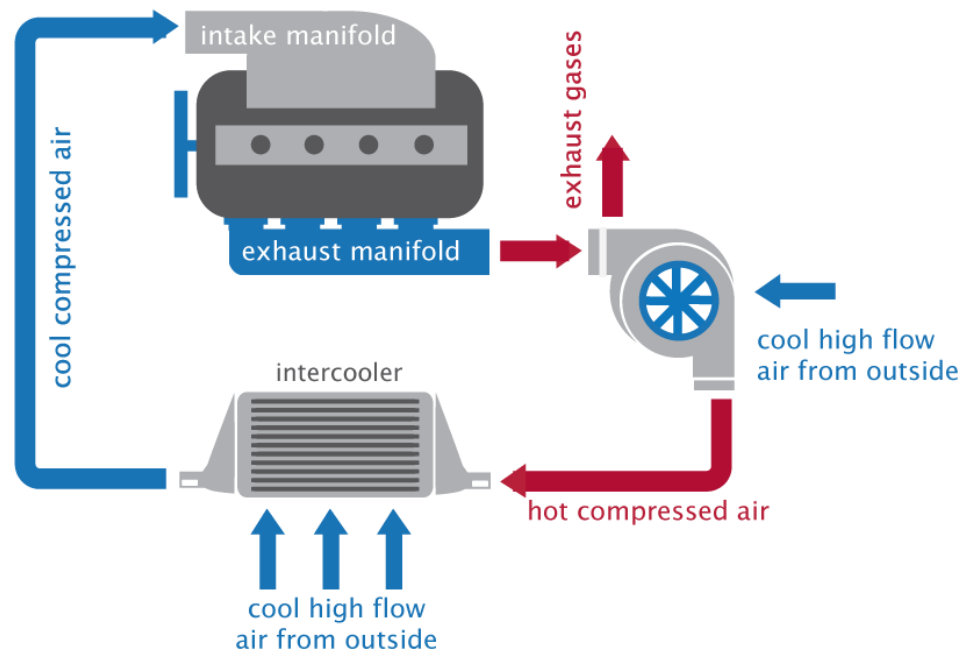 intake manifold
exhaust gases
cool compressed air
exhaust manifold
cool high flow
air from outside
intercooler
hot compressed air
cool high flow
air from outside